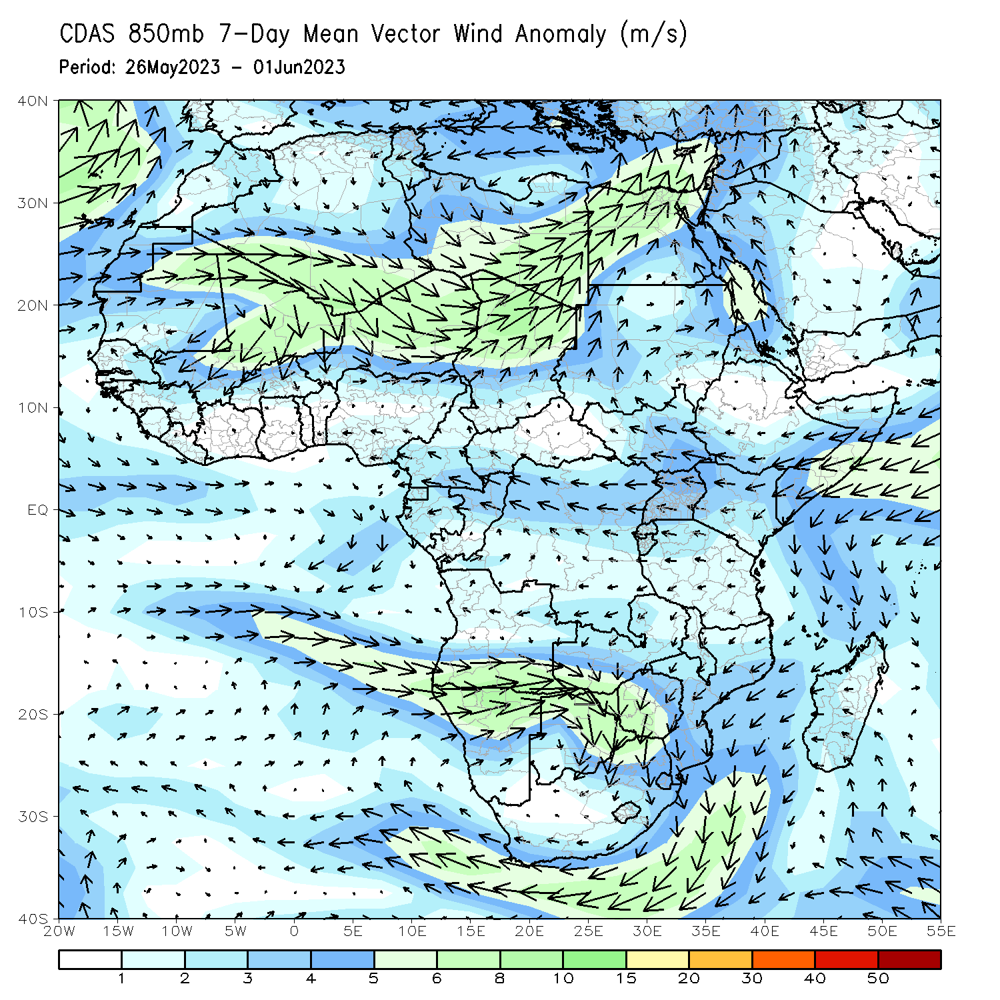 CDAS 850mb 7-Day Mean Vector Wind Anomaly (m/s)
Period: 26May2023 - 01Jun2023
40N
30N
20N
10N
EQ
10S
20S
30S
40S
20W 15W 10W 5W 0 5E 10E 15E 20E 25E 30E 35E 40E 45E 50E 55E
1 2 3 4 5 6 8 10 15 20 30 40 50